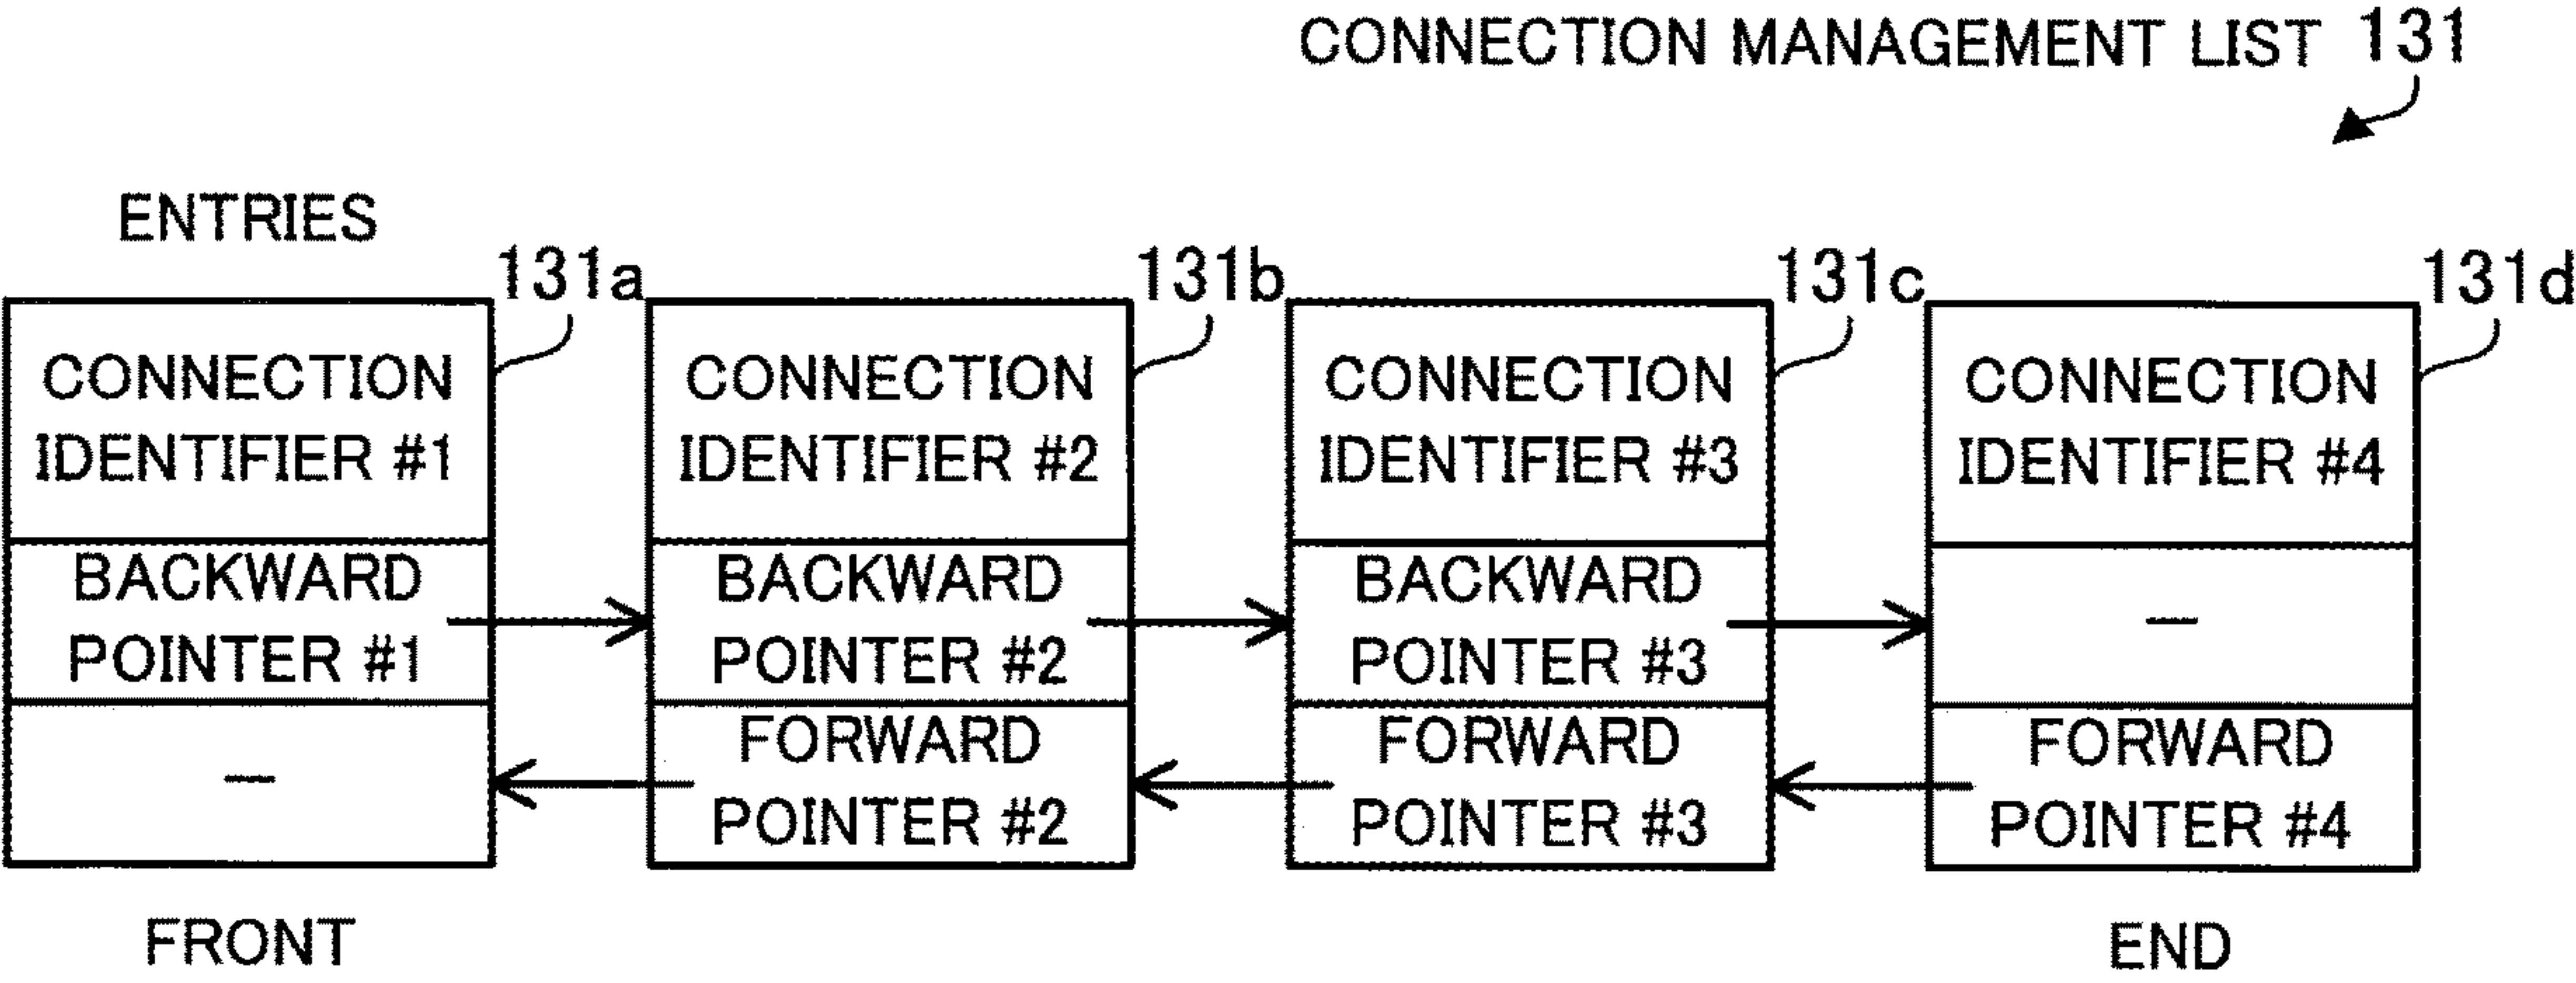 CONNECTION MANAGEMENT LIST 131
ENTRIES
131a
CONNECTION
IDENTIFIER #1
BACKWARD
POINTER #1
—
FRONT
131b
CONNECTION
IDENTIFIER #2
BACKWARD
POINTER #2
FORWARD
POINTER #2
131c
CONNECTION
IDENTIFIER #3
BACKWARD
POINTER #3
FORWARD
POINTER #3
131d
CONNECTION
IDENTIFIER #4
—
FORWARD
POINTER #4
END